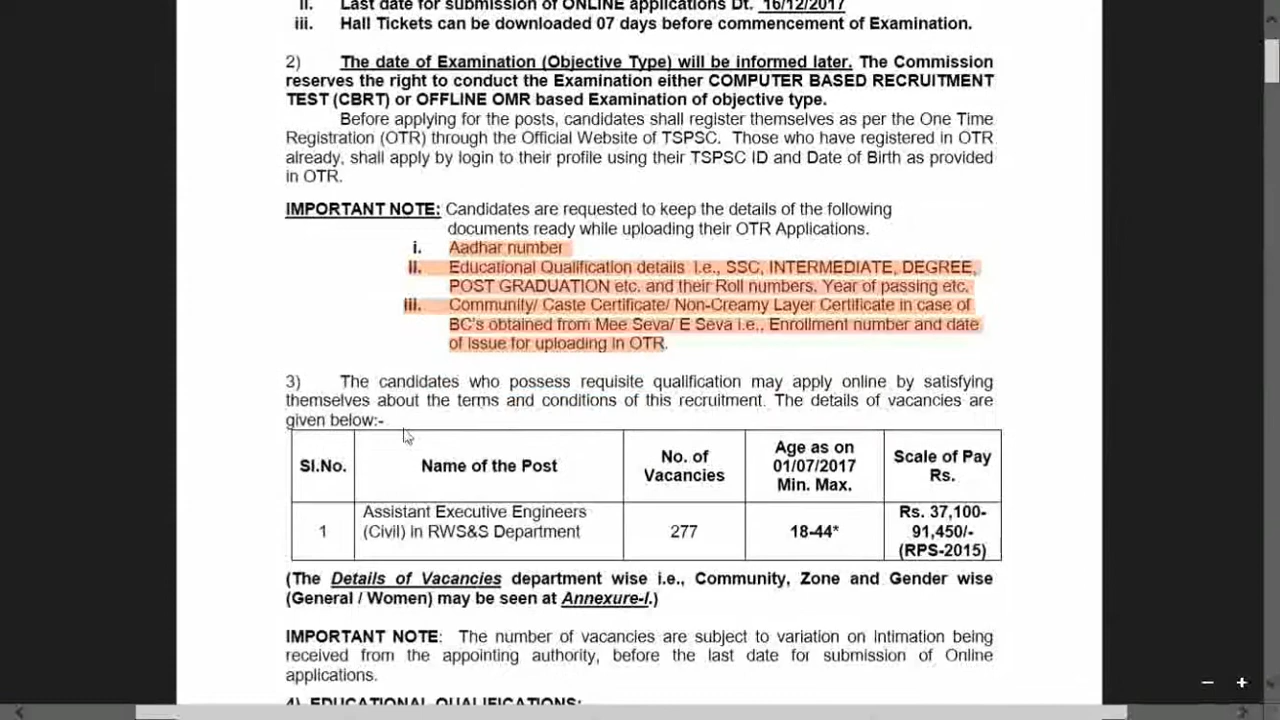 ii. Last date for submission of ONLINE applications Dt. 16/12/2017
iii. Hall Tickets can be downloaded 07 days before commencement of Examination.
2) The date of Examination (Objective Type) will be informed later. The Commission
reserves the right to conduct the Examination either COMPUTER BASED RECRUITMENT
TEST (CBRT) or OFFLINE OMR based Examination of objective type.
Before applying for the posts, candidates shall register themselves as per the One Time
Registration (OTR) through the Official Website of TSPSC. Those who have registered in OTR
already, shall apply by login to their profile using their TSPSC ID and Date of Birth as provided
in OTR.
IMPORTANT NOTE: Candidates are requested to keep the details of the following
documents ready while uploading their OTR Applications.
i. Aadhar number
ii. Educational Qualification details i.e., SSC, INTERMEDIATE, DEGREE,
POST GRADUATION etc. and their Roll numbers, Year of passing etc.
iii. Community/ Caste Certificate/ Non-Creamy Layer Certificate in case of
BC's obtained from Mee Seva/ E Seva i.e., Enrollment number and date
of issue for uploading in OTR.
3) The candidates who possess requisite qualification may apply online by satisfying
themselves about the terms and conditions of this recruitment. The details of vacancies are
given below:-
Sl.No. Name of the Post No. of Vacancies Age as on 01/07/2017 Min. Max. Scale of Pay Rs.
1 Assistant Executive Engineers (Civil) in RWS&S Department 277 18-44* Rs. 37,100-91,450/- (RPS-2015)
(The Details of Vacancies department wise i.e., Community, Zone and Gender wise
(General / Women) may be seen at Annexure-I.)
IMPORTANT NOTE: The number of vacancies are subject to variation on intimation being
received from the appointing authority, before the last date for submission of Online
applications.
4) EDUCATIONAL QUALIFICATIONS: